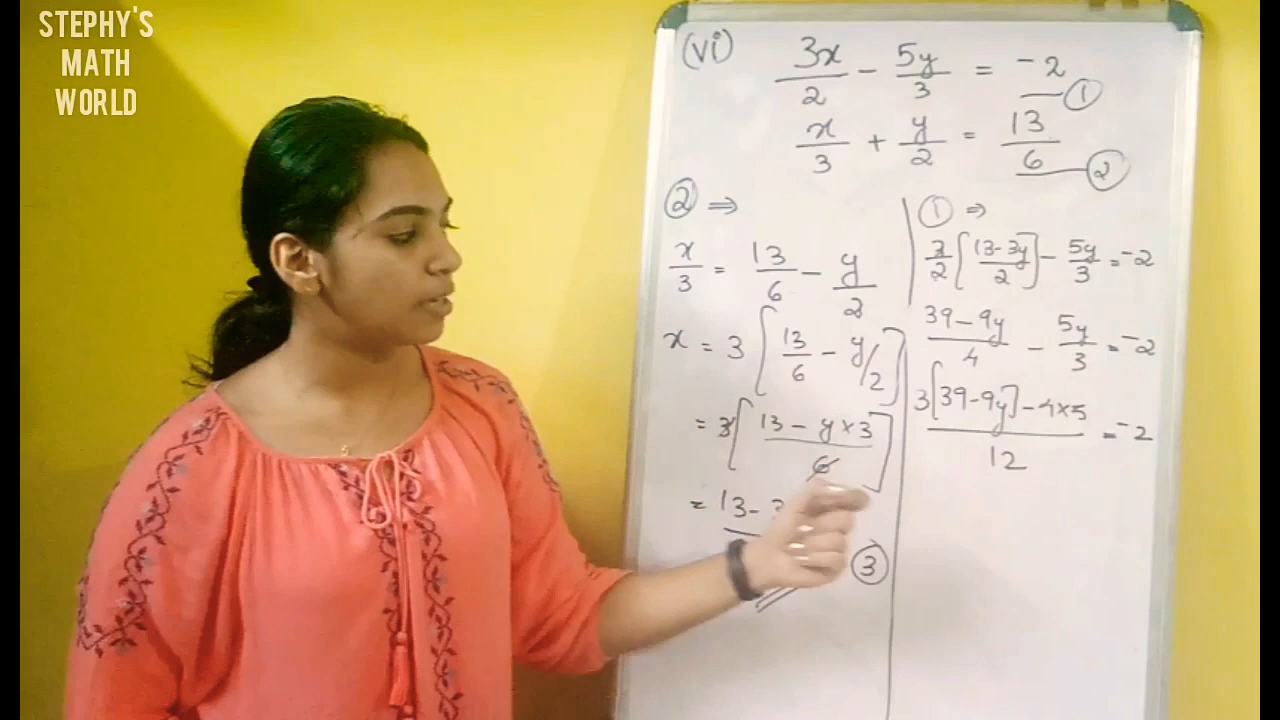 STEPHY'S
MATH
WORLD
(vi) 3x/2 - 5y/3 = -2 ①
x/3 + y/2 = 13/6 ②
② ⇒
x/3 = 13/6 - y/2
x = 3[13/6 - y/2]
= 3[13 - y × 3/6]
= 13 -
③
① ⇒
3/2[13 - 3y/2] - 5y/3 = -2
39 - 9y/4 - 5y/3 = -2
3[39 - 9y] - 4 × 5/12 = -2